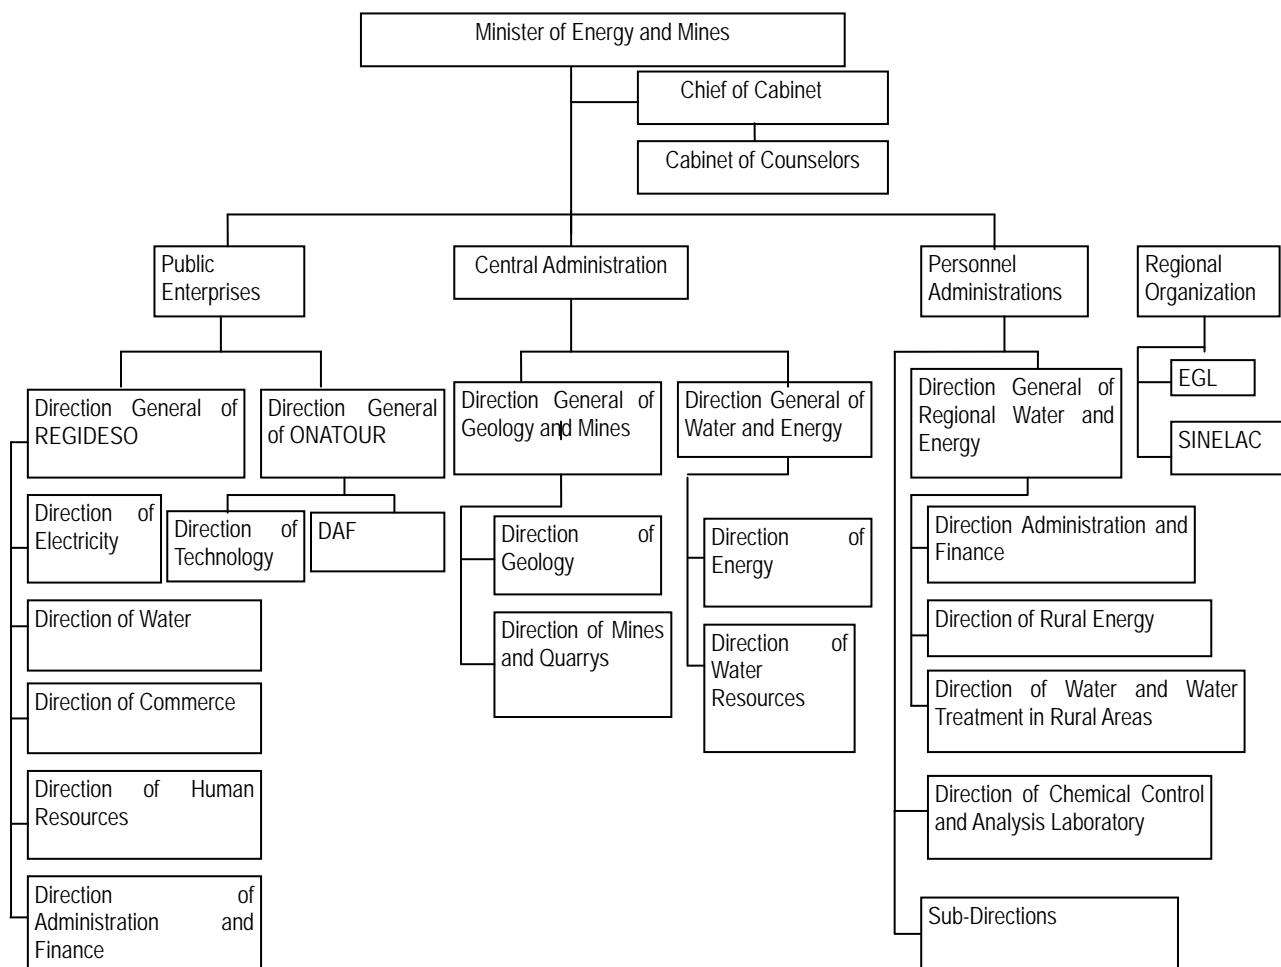 Minister of Energy and Mines
Chief of Cabinet
Cabinet of Counselors
Public
Enterprises
Central Administration
Personnel
Administrations
Regional
Organization
Direction General of
REGIDESO
Direction General
of ONATOUR
Direction General of
Geology and Mines
Direction General of
Water and Energy
Direction General of
Regional Water and
Energy
EGL
SINELAC
Direction of
Electricity
Direction of
Technology
DAF
Direction of
Geology
Direction of
Energy
Direction Administration and
Finance
Direction of Water
Direction of Mines
and Quarrys
Direction of
Water
Resources
Direction of Rural Energy
Direction of Commerce
Direction of Water and Water
Treatment in Rural Areas
Direction of Human
Resources
Direction of Chemical Control
and Analysis Laboratory
Direction of
Administration and
Finance
Sub-Directions